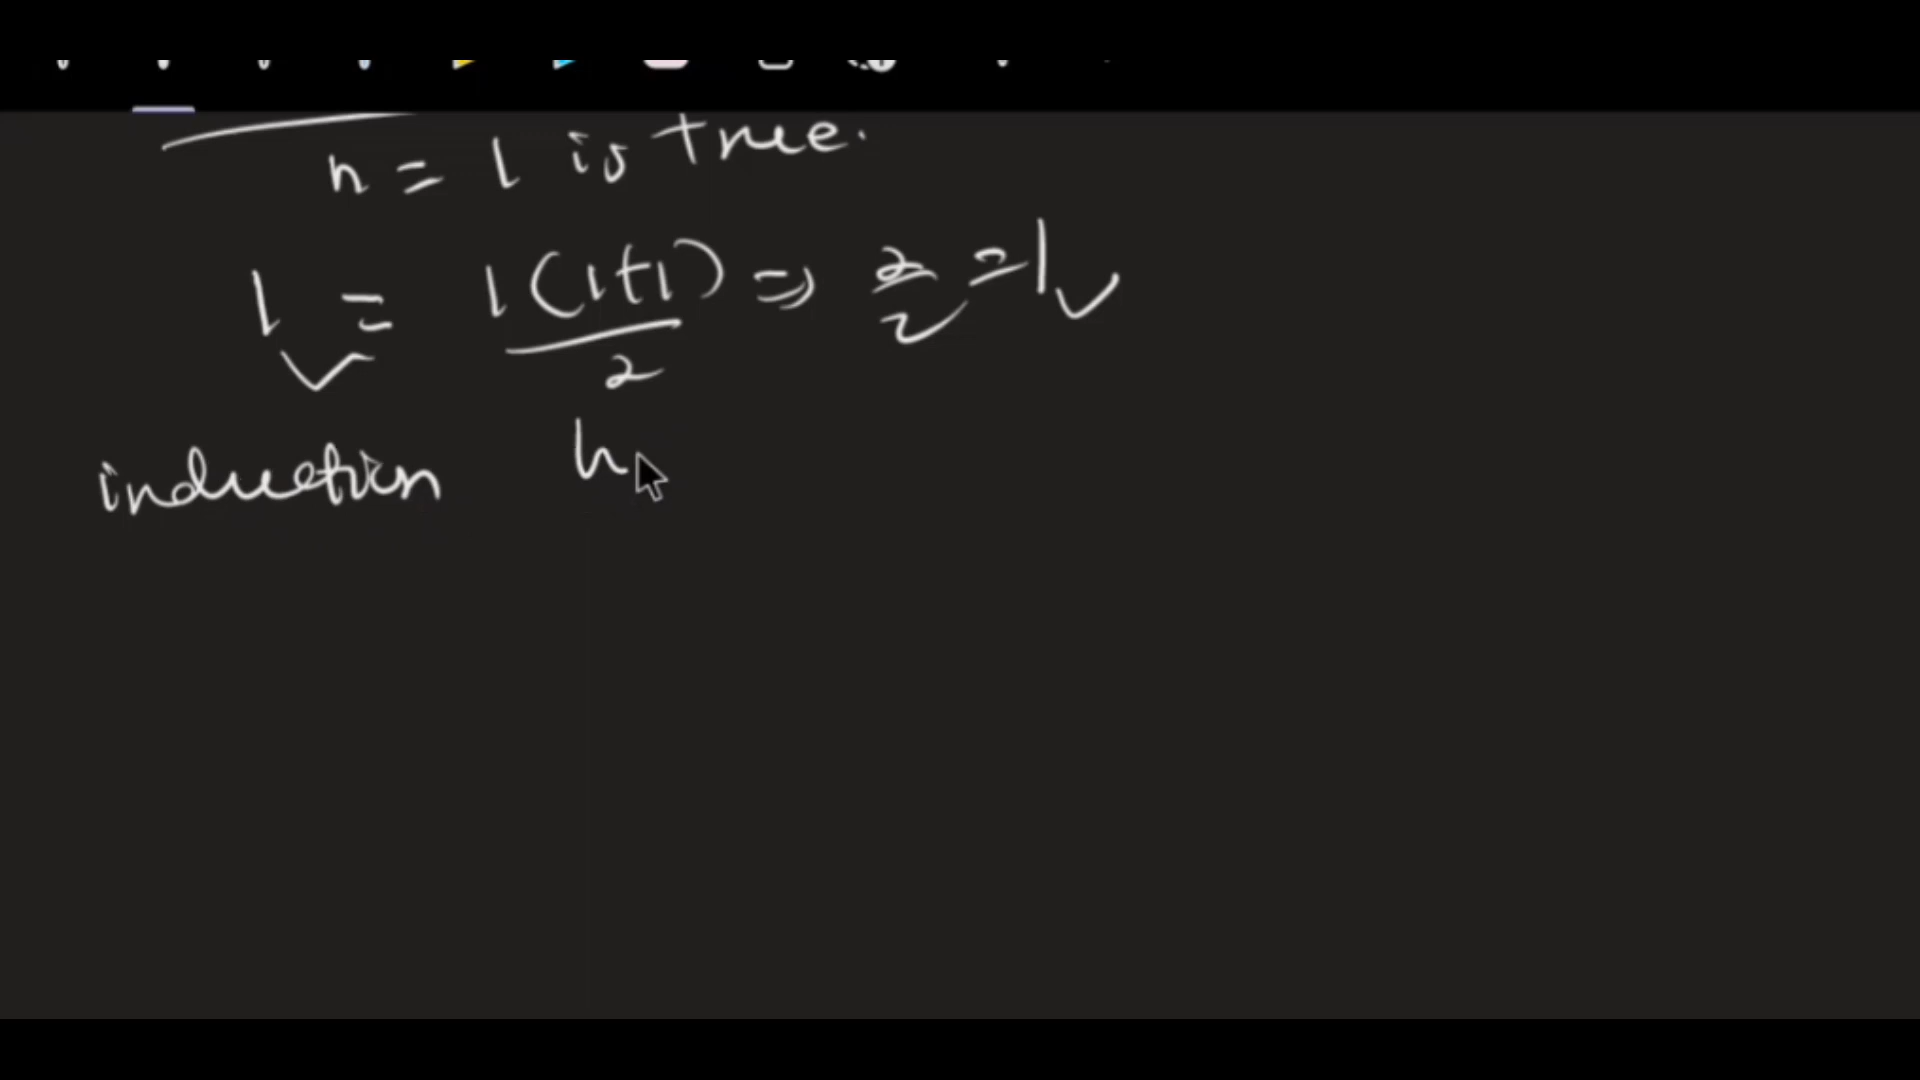 n = 1 is true.
1 = 1(1+1)/2 => 2/2 = 1
induction h